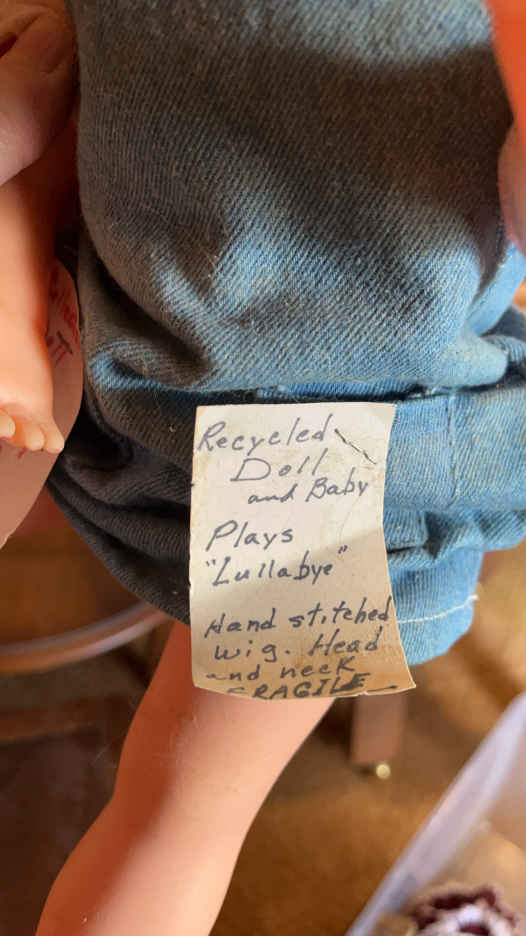 Recycled
Doll
and Baby
Plays
"Lullabye"
Hand stitched
wig. Head
and neck
FRAGILE